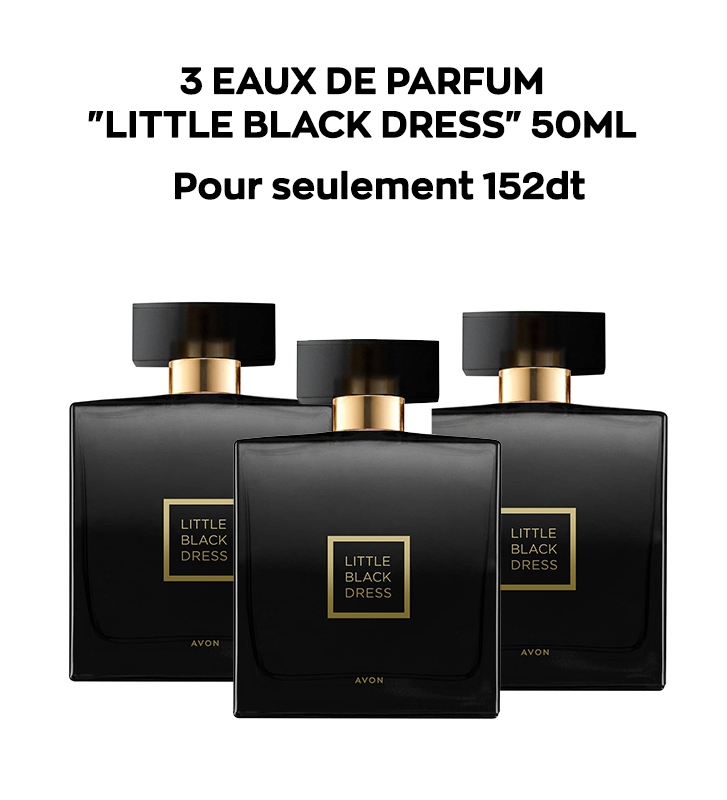 3 EAUX DE PARFUM
"LITTLE BLACK DRESS" 50ML
Pour seulement 152dt
LITTLE
BLACK
DRESS
AVON
LITTLE
BLACK
DRESS
AVON
LITTLE
BLACK
DRESS
AVON